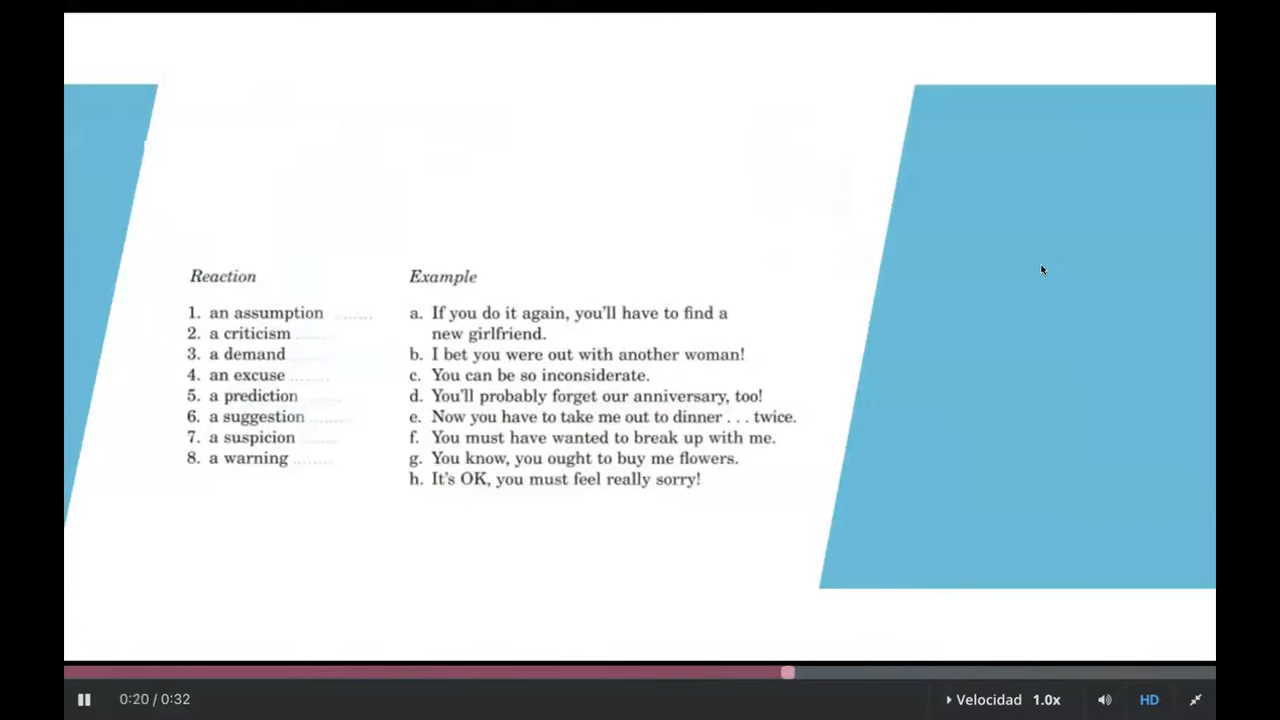 Reaction
1. an assumption ........
2. a criticism ........
3. a demand
4. an excuse ........
5. a prediction ........
6. a suggestion ........
7. a suspicion ........
8. a warning ........
Example
a. If you do it again, you'll have to find a
new girlfriend.
b. I bet you were out with another woman!
c. You can be so inconsiderate.
d. You'll probably forget our anniversary, too!
e. Now you have to take me out to dinner . . . twice.
f. You must have wanted to break up with me.
g. You know, you ought to buy me flowers.
h. It's OK, you must feel really sorry!
0:20 / 0:32
Velocidad 1.0x
HD